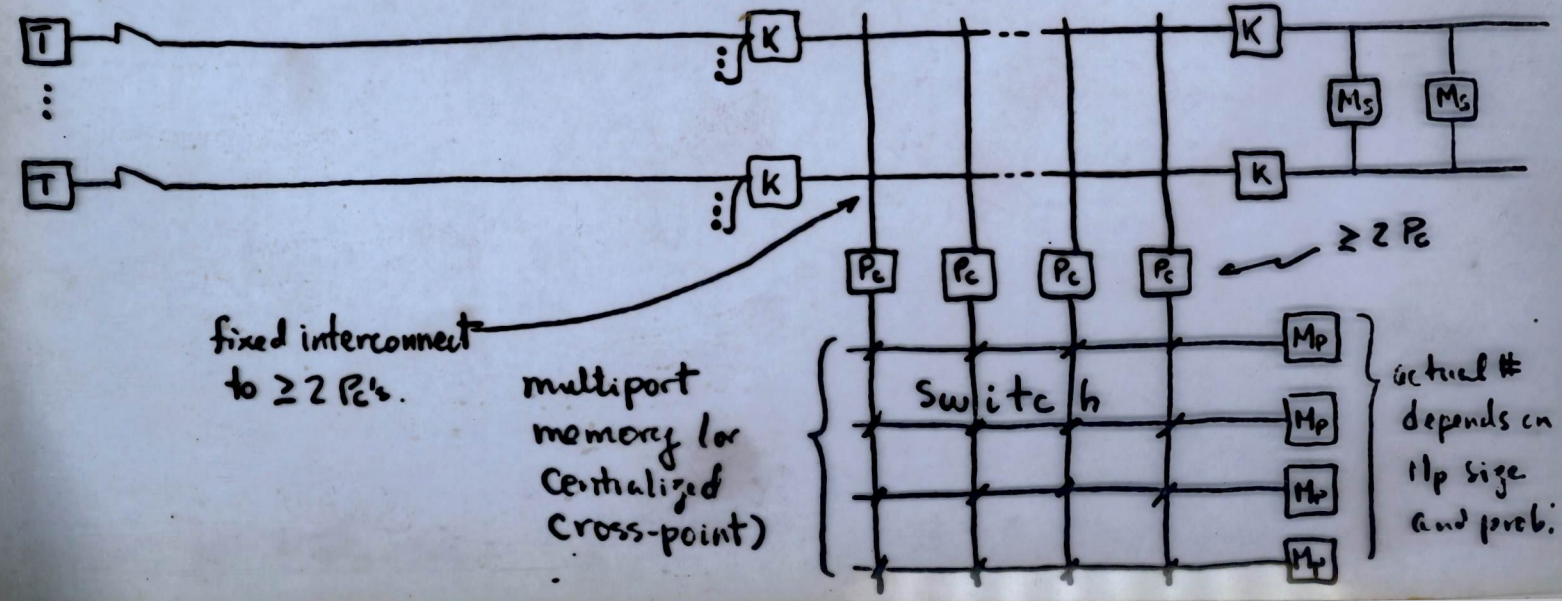 T K K
Ms Ms
T K K
≥ 2 Pc
Pc Pc Pc Pc
fixed interconnect
to ≥ 2 Pc's.
multiport
memory (or
centralized
cross-point)
Switch
Mp
Mp
Mp
Mp
actual #
depends on
Mp size
and prob.